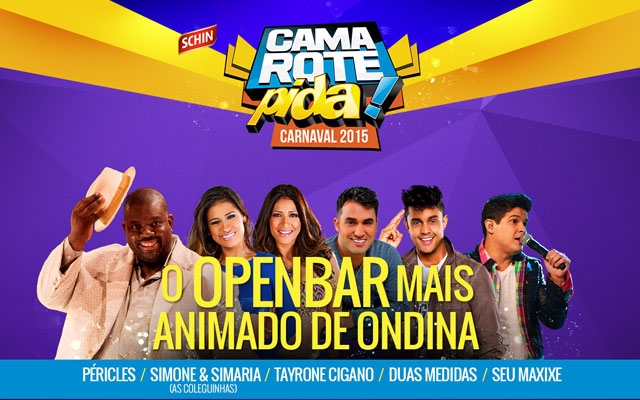 SCHIN
CAMA
ROTE
pida!
CARNAVAL 2015
O OPENBAR MAIS
ANIMADO DE ONDINA
PÉRICLES / SIMONE & SIMARIA / TAYRONE CIGANO / DUAS MEDIDAS / SEU MAXIXE
(AS COLEGUINHAS)